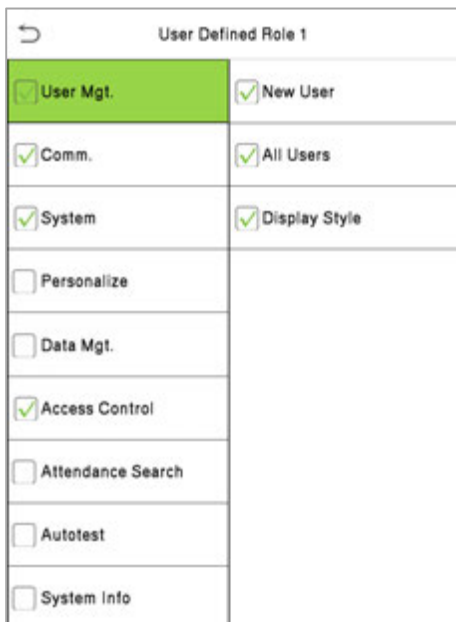 User Defined Role 1
User Mgt.
New User
Comm.
All Users
System
Display Style
Personalize
Data Mgt.
Access Control
Attendance Search
Autotest
System Info